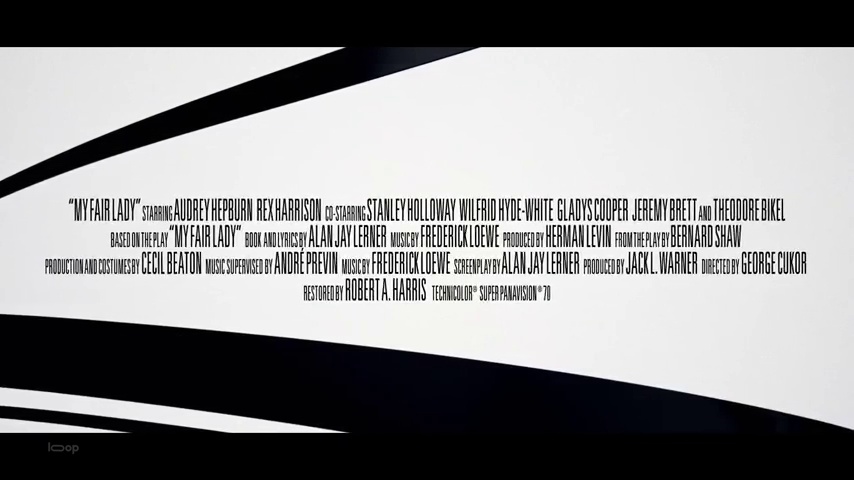 "MY FAIR LADY" STARRING AUDREY HEPBURN REX HARRISON CO-STARRING STANLEY HOLLOWAY WILFRID HYDE-WHITE GLADYS COOPER JEREMY BRETT AND THEODORE BIKEL
BASED ON THE PLAY "MY FAIR LADY" BOOK AND LYRICS BY ALAN JAY LERNER MUSIC BY FREDERICK LOEWE PRODUCED BY HERMAN LEVIN FROM THE PLAY BY BERNARD SHAW
PRODUCTION AND COSTUMES BY CECIL BEATON MUSIC SUPERVISED BY ANDRÉ PREVIN MUSIC BY FREDERICK LOEWE SCREENPLAY BY ALAN JAY LERNER PRODUCED BY JACK L. WARNER DIRECTED BY GEORGE CUKOR
RESTORED BY ROBERT A. HARRIS TECHNICOLOR® SUPER PANAVISION® 70
loop